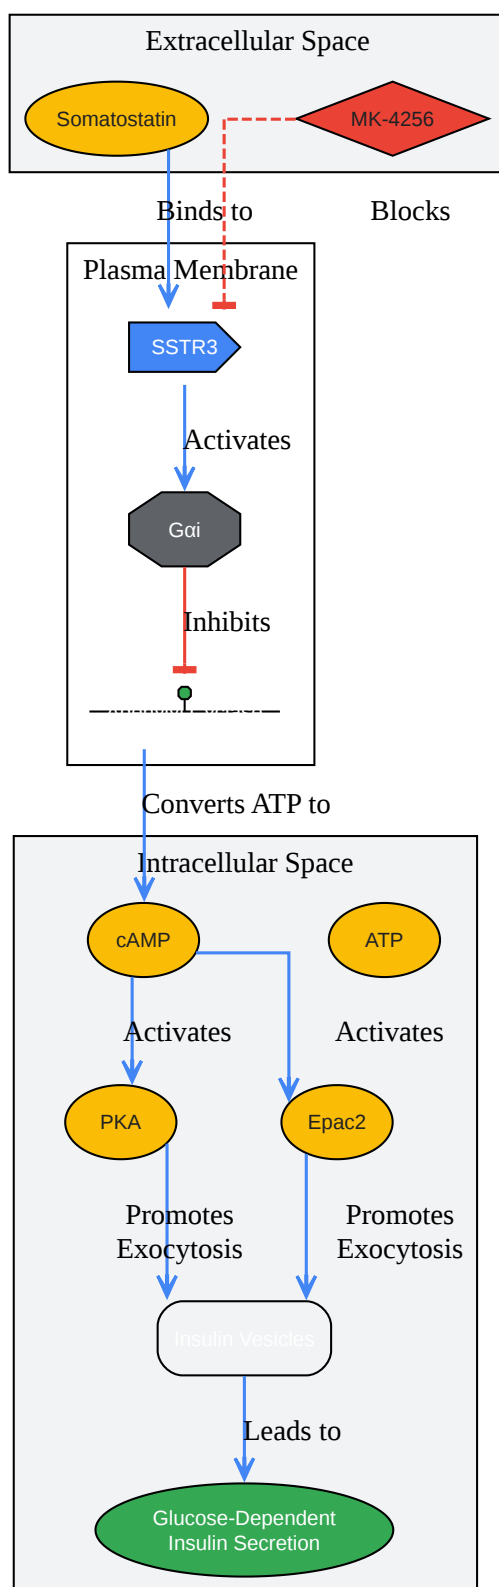 Extracellular Space
Somatostatin
MK-4256
Binds to
Blocks
Plasma Membrane
SSTR3
Activates
Gαi
Inhibits
Converts ATP to
Intracellular Space
cAMP
ATP
Activates
Activates
PKA
Epac2
Promotes
Exocytosis
Promotes
Exocytosis
Insulin Vesicles
Leads to
Glucose-Dependent
Insulin Secretion